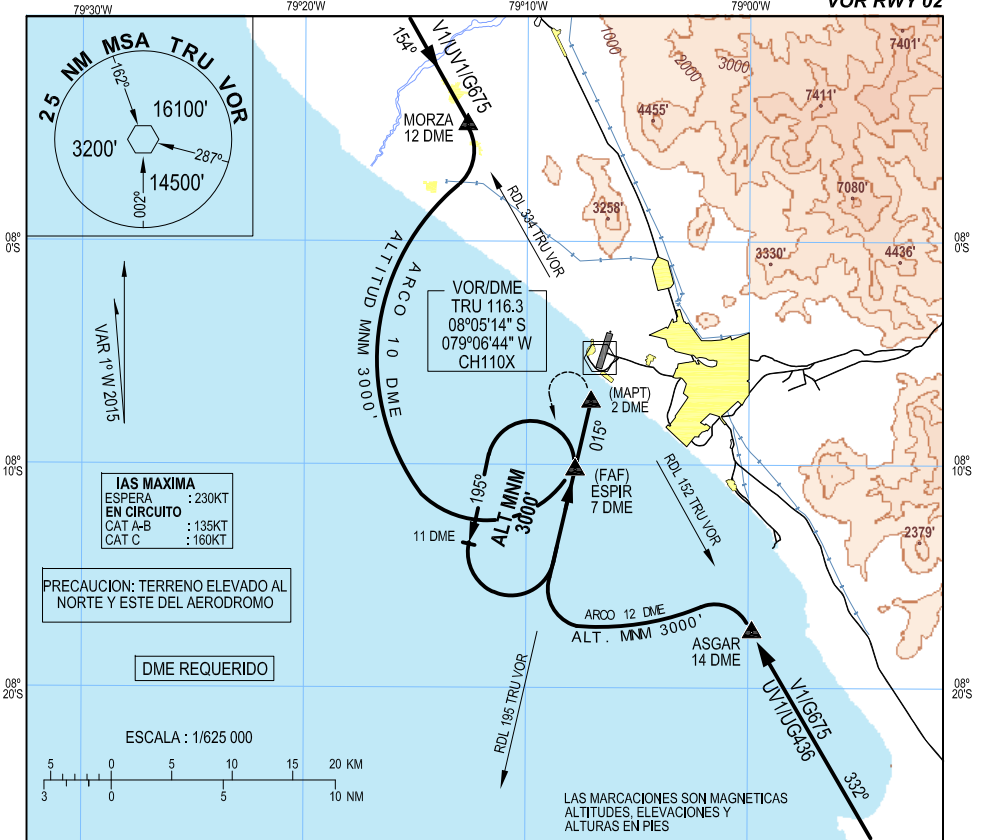 VOR RWY 02
79°30'W
79°20'W
79°10'W
79°00'W
25 NM MSA TRU VOR
162°
16100'
3200'
287°
14500'
002°
154°
V1/UV1/G675
MORZA
12 DME
1000
2000
3000
7401'
7411'
4455'
7080'
3258'
3330'
4436'
RDL 334 TRU VOR
08°
0'S
08°
0'S
ARCO 10 DME
ALTITUD MNM 3000'
VOR/DME
TRU 116.3
08°05'14" S
079°06'44" W
CH110X
VAR 1° W 2015
(MAPT)
2 DME
015°
(FAF)
ESPIR
7 DME
08°
10'S
08°
10'S
195°
ALT MNM
3000'
11 DME
RDL 152 TRU VOR
2379'
IAS MAXIMA
ESPERA : 230KT
EN CIRCUITO
CAT A-B : 135KT
CAT C : 160KT
PRECAUCION: TERRENO ELEVADO AL
NORTE Y ESTE DEL AERODROMO
ARCO 12 DME
ALT. MNM 3000'
ASGAR
14 DME
DME REQUERIDO
RDL 195 TRU VOR
V1/G675
UV1/UG436
332°
08°
20'S
08°
20'S
ESCALA : 1/625 000
5 0 5 10 15 20 KM
3 0 5 10 NM
LAS MARCACIONES SON MAGNETICAS
ALTITUDES, ELEVACIONES Y
ALTURAS EN PIES